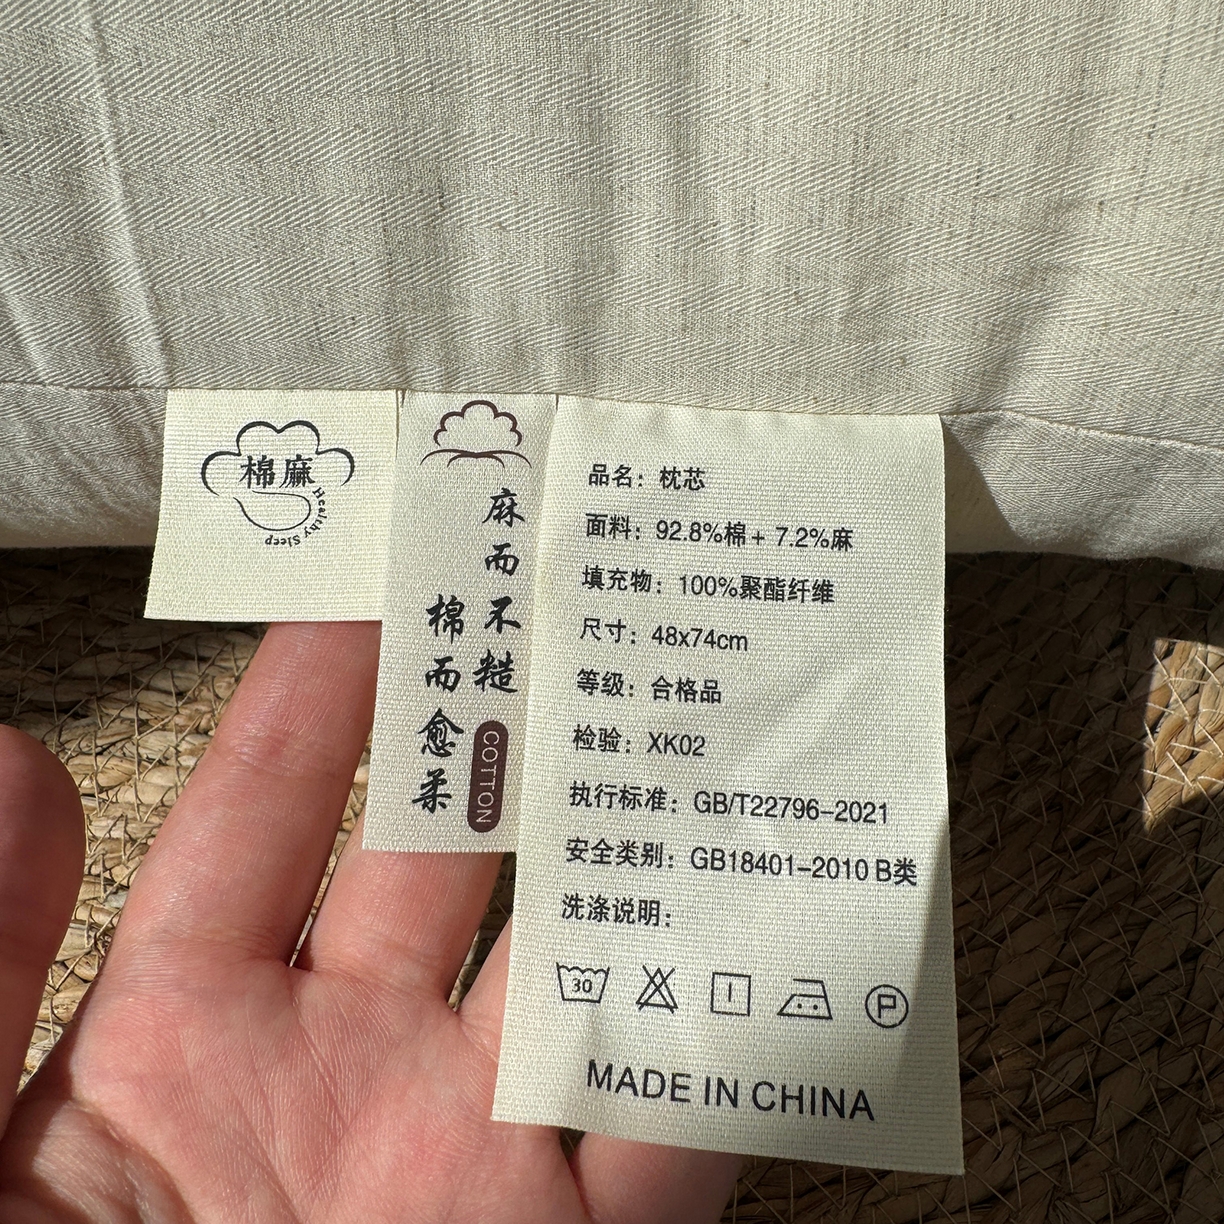 棉麻
Healthy Sleep
麻而不糙
棉而愈柔
COTTON
品名：枕芯
面料：92.8%棉+7.2%麻
填充物：100%聚酯纤维
尺寸：48x74cm
等级：合格品
检验：XK02
执行标准：GB/T22796-2021
安全类别：GB18401-2010 B类
洗涤说明：
30
P
MADE IN CHINA